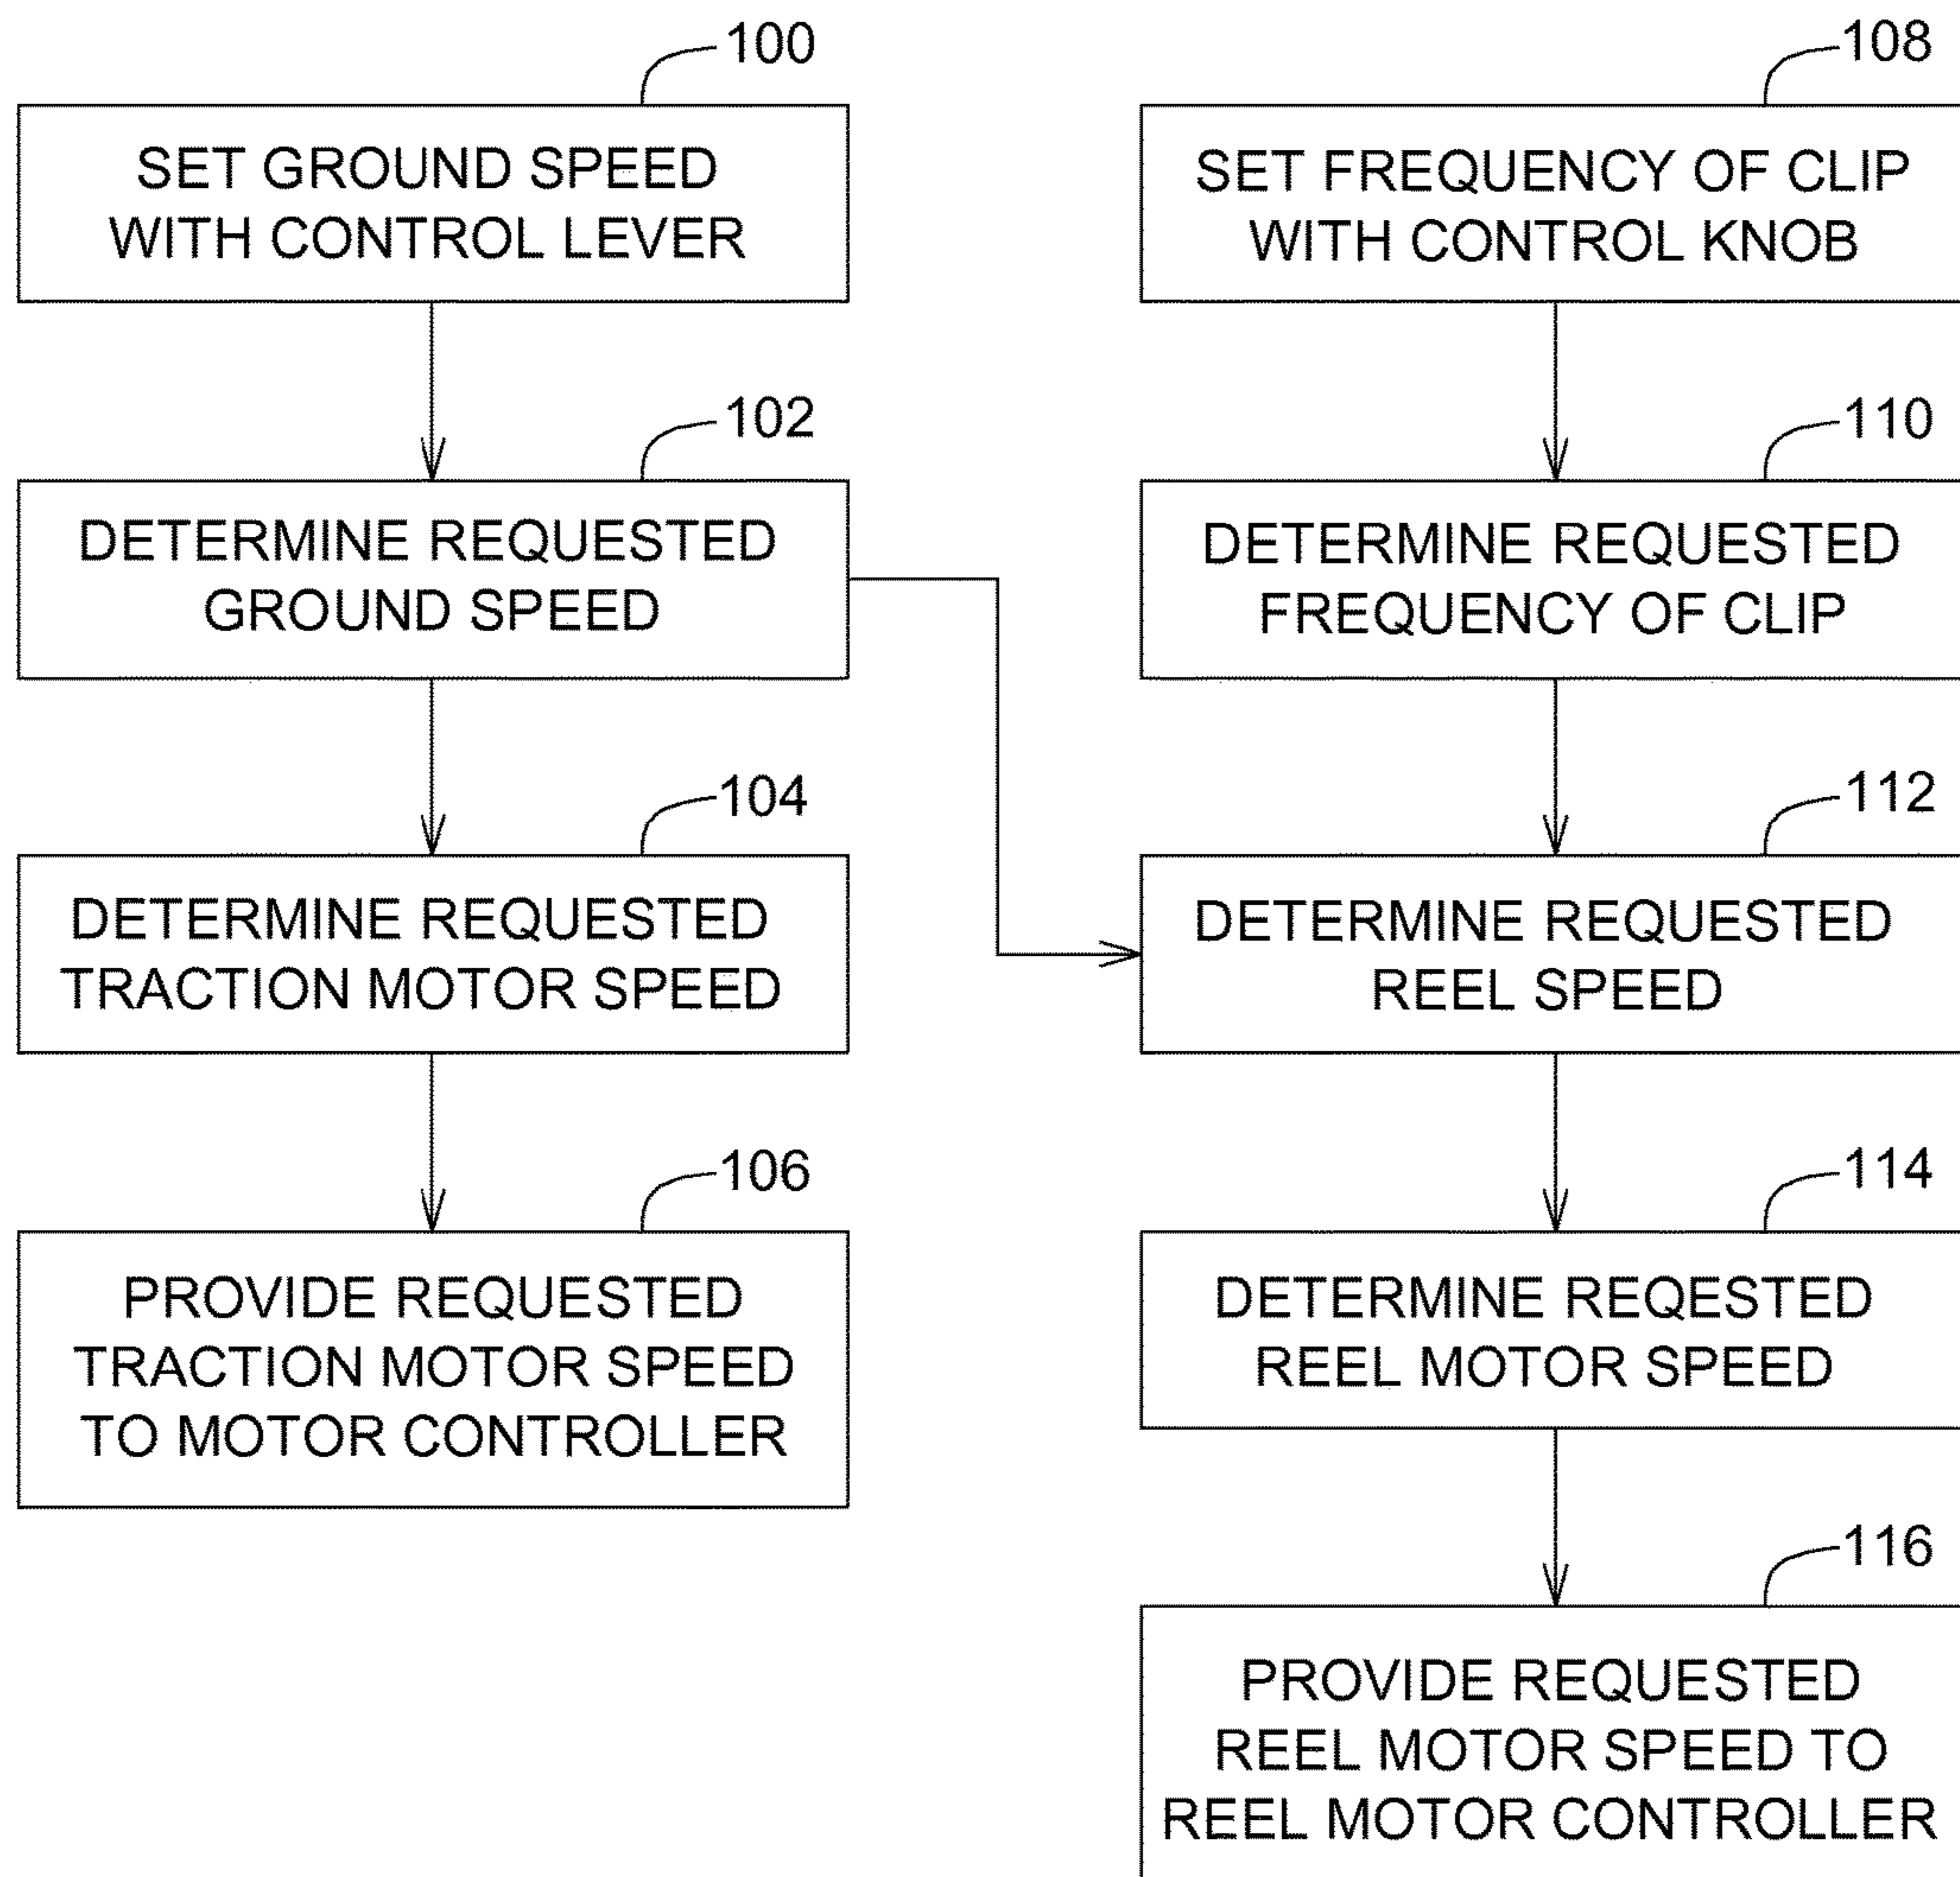 100
SET GROUND SPEED
WITH CONTROL LEVER
102
DETERMINE REQUESTED
GROUND SPEED
104
DETERMINE REQUESTED
TRACTION MOTOR SPEED
106
PROVIDE REQUESTED
TRACTION MOTOR SPEED
TO MOTOR CONTROLLER
108
SET FREQUENCY OF CLIP
WITH CONTROL KNOB
110
DETERMINE REQUESTED
FREQUENCY OF CLIP
112
DETERMINE REQUESTED
REEL SPEED
114
DETERMINE REQESTED
REEL MOTOR SPEED
116
PROVIDE REQUESTED
REEL MOTOR SPEED TO
REEL MOTOR CONTROLLER